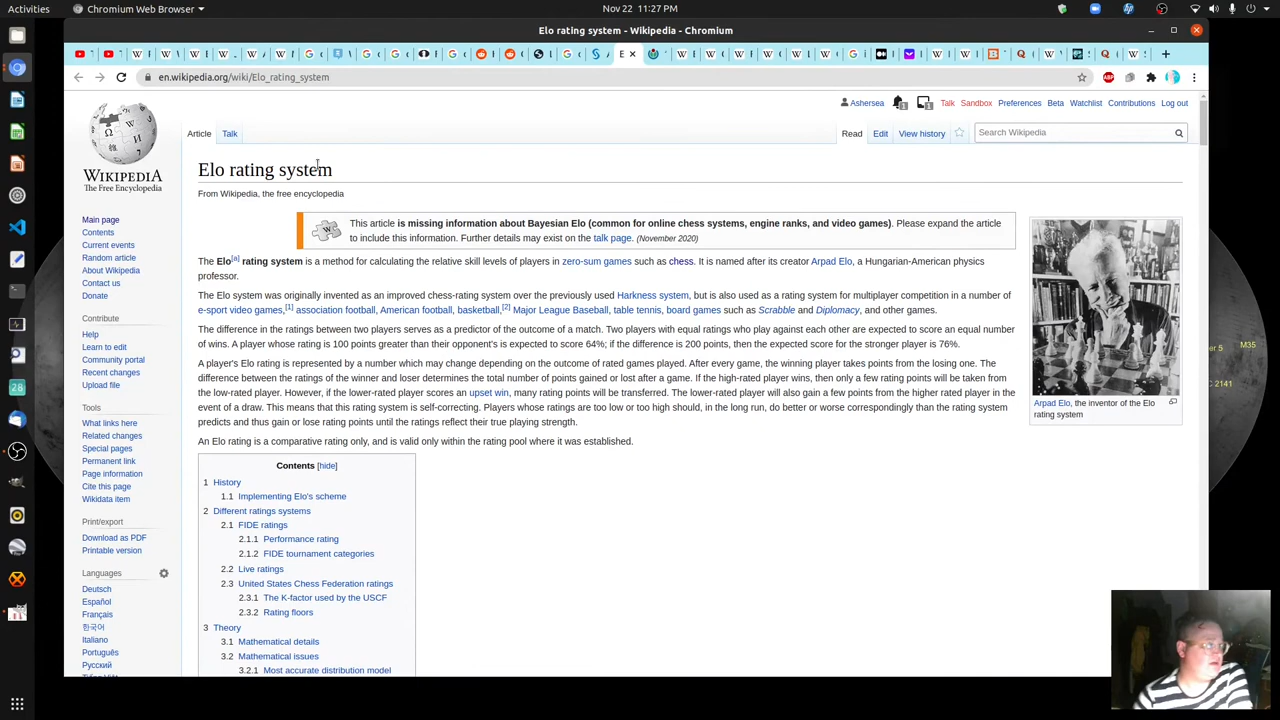 Activities
Web Browser
Nov 22 11:27
Elo rating system - Wikipedia - Chromium
en.wikipedia.org/wiki/Elo_rating_system
Ashersea
1
1
Talk
Sandbox
Preferences
Beta
Watchlist
Contributions
Log out
Article
Talk
Read
Edit
View history
Search Wikipedia
WIKIPEDIA
The Free Encyclopedia
Main page
Contents
Current events
Random article
About Wikipedia
Contact us
Donate
Contribute
Help
Learn to edit
Community portal
Recent changes
Upload file
Tools
What links here
Related changes
Special pages
Permanent link
Page information
Cite this page
Wikidata item
Print/export
Download as PDF
Printable version
Languages
Deutsch
Español
Français
한국어
Italiano
Português
Русский
Elo rating system
From Wikipedia, the free encyclopedia
This article is missing information about Bayesian Elo (common for online chess systems, engine ranks, and video games). Please expand the article
to include this information. Further details may exist on the talk page. (November 2020)
The Elo[a] rating system is a method for calculating the relative skill levels of players in zero-sum games such as chess. It is named after its creator Arpad Elo, a Hungarian-American physics
professor.
The Elo system was originally invented as an improved chess-rating system over the previously used Harkness system, but is also used as a rating system for multiplayer competition in a number of
e-sport video games,[1] association football, American football, basketball,[2] Major League Baseball, table tennis, board games such as Scrabble and Diplomacy, and other games.
The difference in the ratings between two players serves as a predictor of the outcome of a match. Two players with equal ratings who play against each other are expected to score an equal number
of wins. A player whose rating is 100 points greater than their opponent's is expected to score 64%; if the difference is 200 points, then the expected score for the stronger player is 76%.
A player's Elo rating is represented by a number which may change depending on the outcome of rated games played. After every game, the winning player takes points from the losing one. The
difference between the ratings of the winner and loser determines the total number of points gained or lost after a game. If the high-rated player wins, then only a few rating points will be taken from
the low-rated player. However, if the lower-rated player scores an upset win, many rating points will be transferred. The lower-rated player will also gain a few points from the higher rated player in the
event of a draw. This means that this rating system is self-correcting. Players whose ratings are too low or too high should, in the long run, do better or worse correspondingly than the rating system
predicts and thus gain or lose rating points until the ratings reflect their true playing strength.
An Elo rating is a comparative rating only, and is valid only within the rating pool where it was established.
Arpad Elo, the inventor of the Elo
rating system
Contents [hide]
1 History
1.1 Implementing Elo's scheme
2 Different ratings systems
2.1 FIDE ratings
2.1.1 Performance rating
2.1.2 FIDE tournament categories
2.2 Live ratings
2.3 United States Chess Federation ratings
2.3.1 The K-factor used by the USCF
2.3.2 Rating floors
3 Theory
3.1 Mathematical details
3.2 Mathematical issues
3.2.1 Most accurate distribution model
M35
C 2141